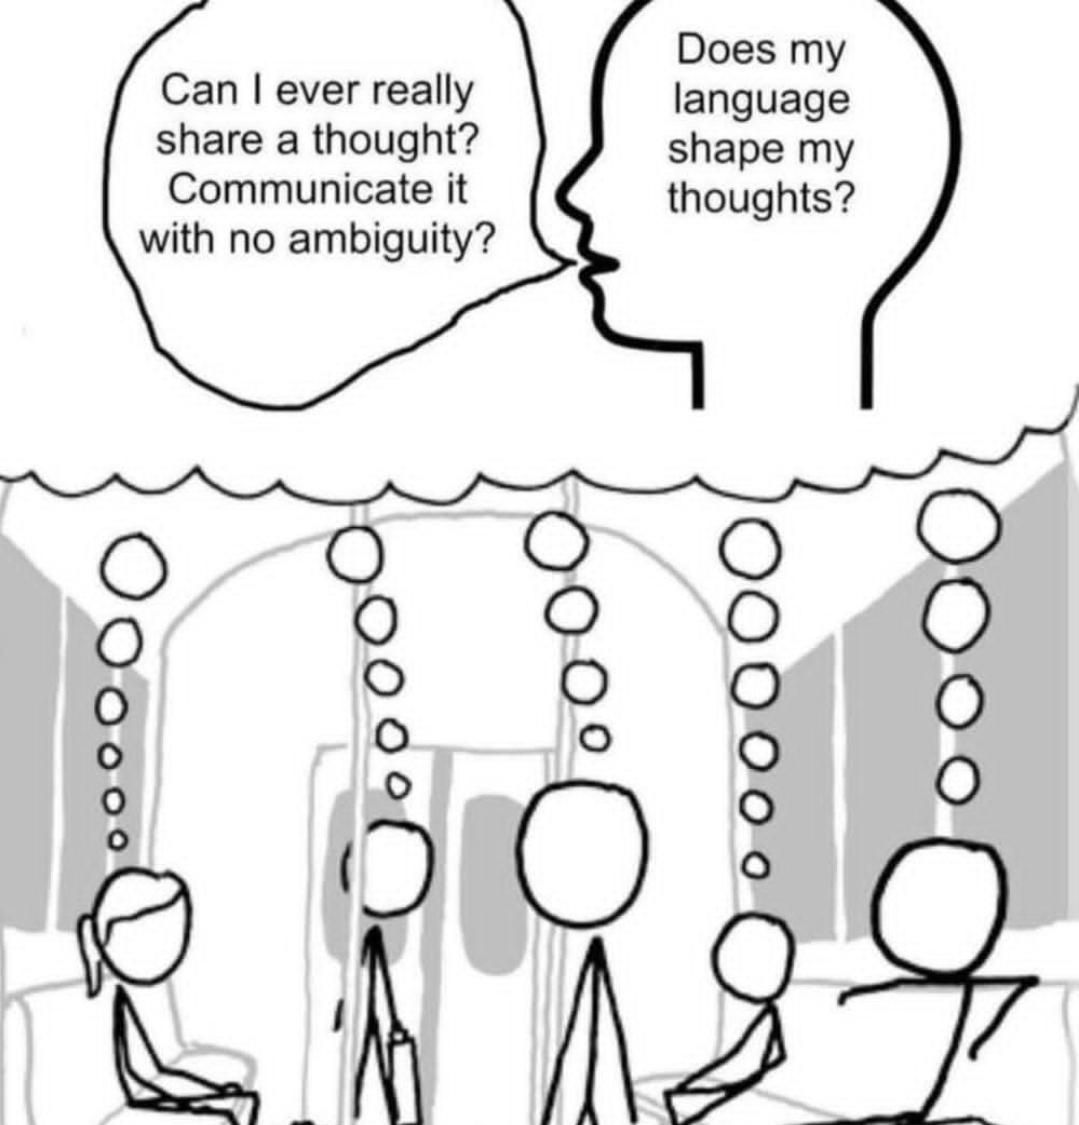 Can I ever really
share a thought?
Communicate it
with no ambiguity?
Does my
language
shape my
thoughts?